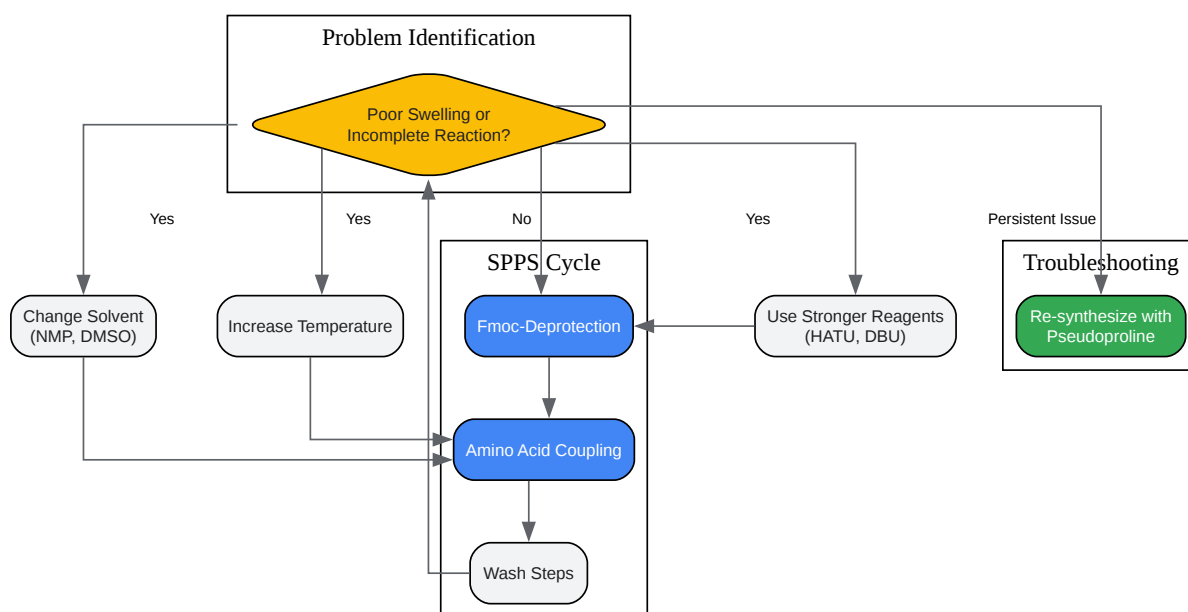 Problem Identification
Poor Swelling or
Incomplete Reaction?
Yes
Yes
No
Yes
Persistent Issue
SPPS Cycle
Troubleshooting
Change Solvent
(NMP, DMSO)
Increase Temperature
Fmoc-Deprotection
Use Stronger Reagents
(HATU, DBU)
Re-synthesize with
Pseudoproline
Amino Acid Coupling
Wash Steps